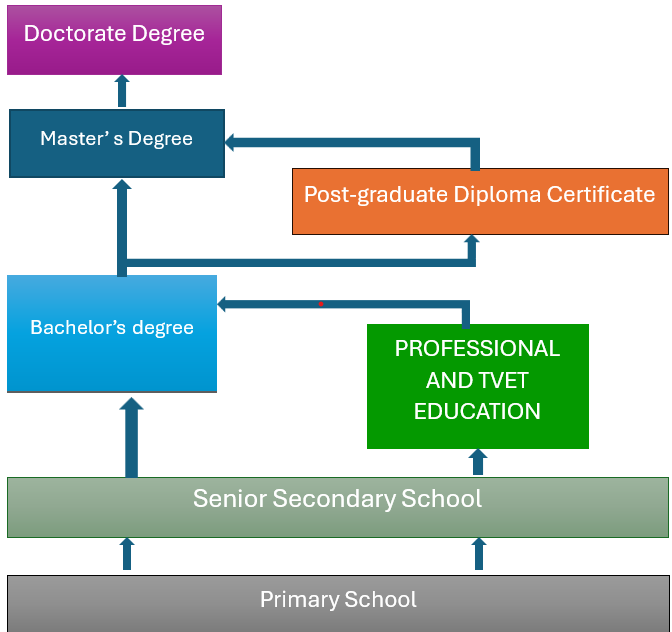 Doctorate Degree
Master’ s Degree
Post-graduate Diploma Certificate
Bachelor’s degree
PROFESSIONAL
AND TVET
EDUCATION
Senior Secondary School
Primary School